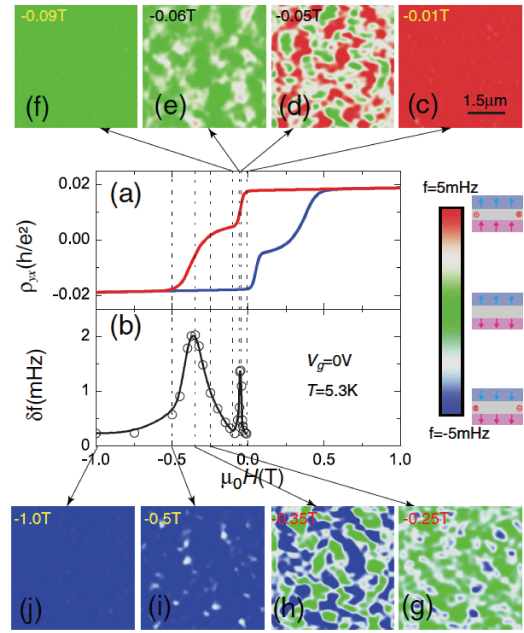 -0.09T
-0.06T
-0.05T
-0.01T
(f)
(e)
(d)
(c)
1.5μm
(a)
0.02
0.00
-0.02
ρyx(h/e²)
f=5mHz
(b)
2
1
0
δf(mHz)
Vg=0V
T=5.3K
-1.0
-0.5
0.0
0.5
1.0
μ0H(T)
f=-5mHz
-1.0T
-0.5T
-0.35T
-0.25T
(j)
(i)
(h)
(g)